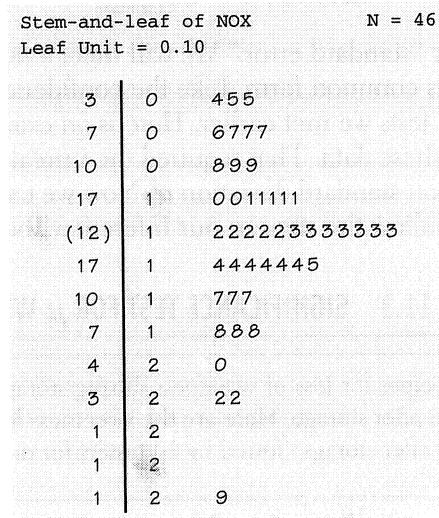 Stem-and-leaf of NOX N = 46
Leaf Unit = 0.10
3 0 455
7 0 6777
10 0 899
17 1 0011111
(12) 1 222223333333
17 1 4444445
10 1 777
7 1 888
4 2 0
3 2 22
1 2
1 2
1 2 9